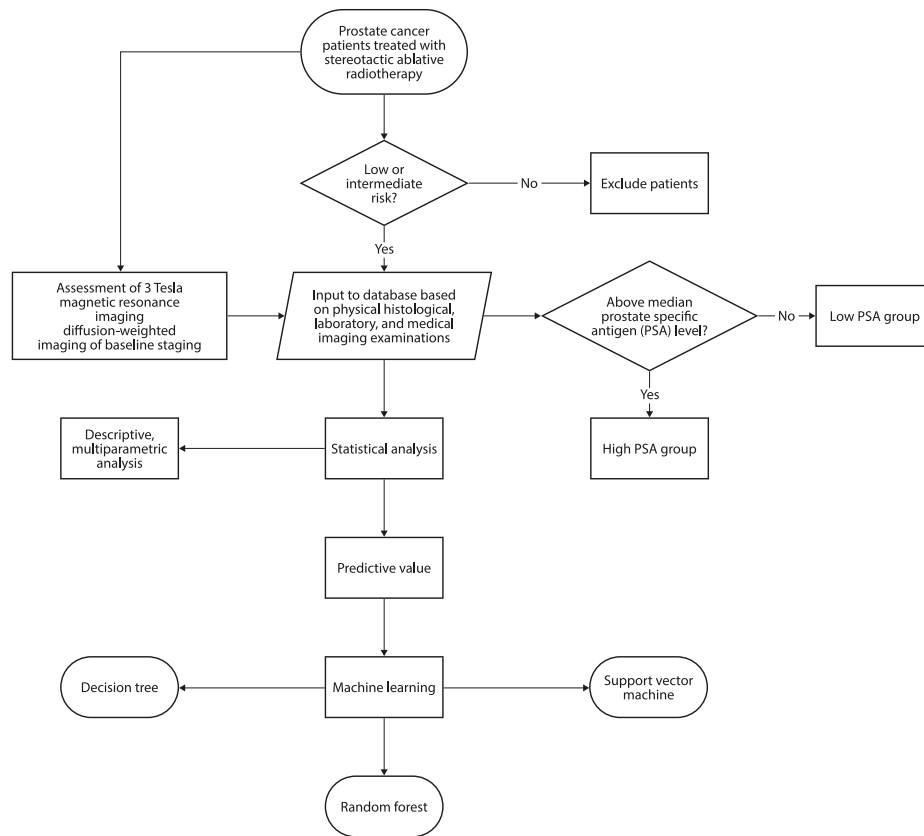 Prostate cancer
patients treated with
stereotactic ablative
radiotherapy
Low or
intermediate
risk?
No
Exclude patients
Yes
Assessment of 3 Tesla
magnetic resonance
imaging
diffusion-weighted
imaging of baseline staging
Input to database based
on physical histological,
laboratory, and medical
imaging examinations
Above median
prostate specific
antigen (PSA) level?
No
Low PSA group
Yes
High PSA group
Descriptive,
multiparametric
analysis
Statistical analysis
Predictive value
Decision tree
Machine learning
Support vector
machine
Random forest